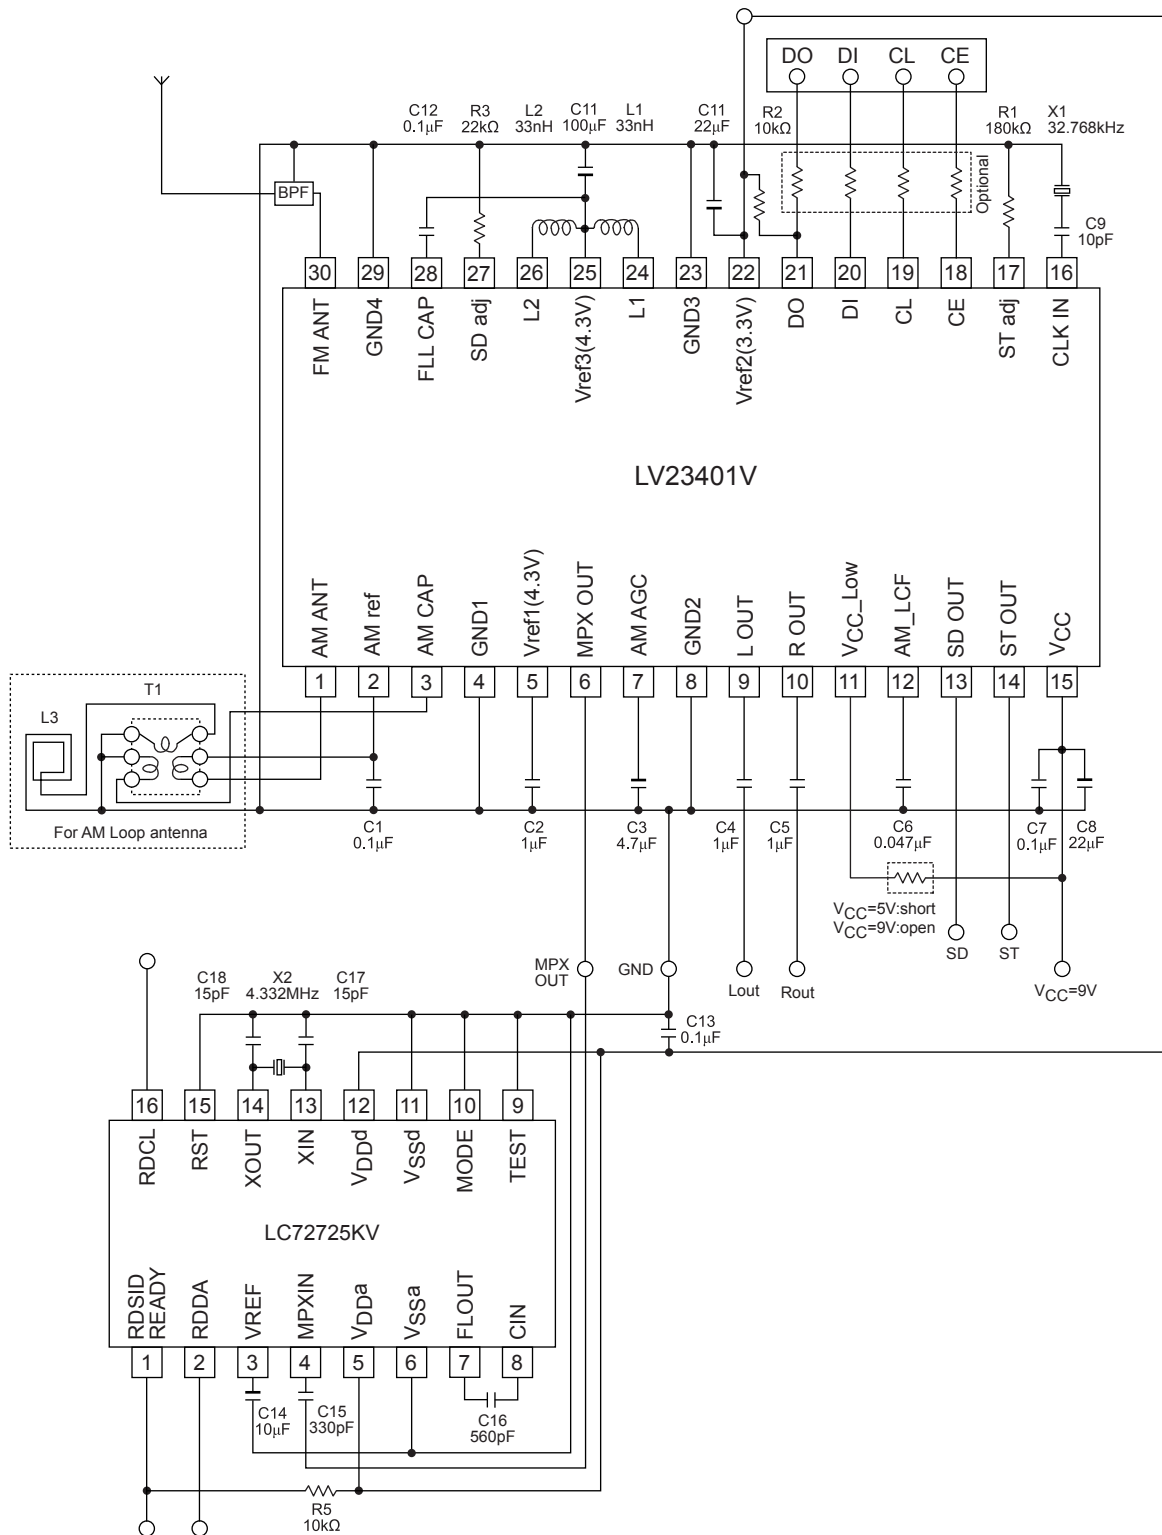 DO DI CL CE
C12
0.1μF
R3
22kΩ
L2
33nH
C11
100μF
L1
33nH
C11
22μF
R2
10kΩ
R1
180kΩ
X1
32.768kHz
BPF
Optional
C9
10pF
30 29 28 27 26 25 24 23 22 21 20 19 18 17 16
FM ANT
GND4
FLL CAP
SD adj
L2
Vref3(4.3V)
L1
GND3
Vref2(3.3V)
DO
DI
CL
CE
ST adj
CLK IN
LV23401V
AM ANT
AM ref
AM CAP
GND1
Vref1(4.3V)
MPX OUT
AM AGC
GND2
L OUT
R OUT
VCC_Low
AM_LCF
SD OUT
ST OUT
VCC
1 2 3 4 5 6 7 8 9 10 11 12 13 14 15
T1
L3
For AM Loop antenna
C1
0.1μF
C2
1μF
C3
4.7μF
C4
1μF
C5
1μF
C6
0.047μF
C7
0.1μF
C8
22μF
VCC=5V:short
VCC=9V:open
SD
ST
MPX
OUT
GND
Lout
Rout
VCC=9V
C18
15pF
X2
4.332MHz
C17
15pF
C13
0.1μF
16 15 14 13 12 11 10 9
RDCL
RST
XOUT
XIN
VDDd
VSSd
MODE
TEST
LC72725KV
RDSID
READY
RDDA
VREF
MPXIN
VDDa
VSSa
FLOUT
CIN
1 2 3 4 5 6 7 8
C14
10μF
C15
330pF
C16
560pF
R5
10kΩ